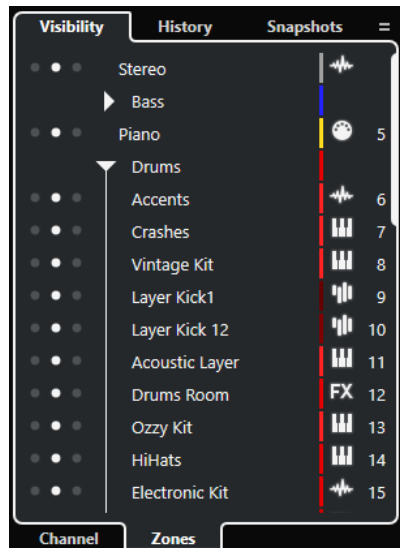 Visibility History Snapshots
Stereo
Bass
Piano 5
Drums
Accents 6
Crashes 7
Vintage Kit 8
Layer Kick1 9
Layer Kick 12 10
Acoustic Layer 11
Drums Room FX 12
Ozzy Kit 13
HiHats 14
Electronic Kit 15
Channel Zones